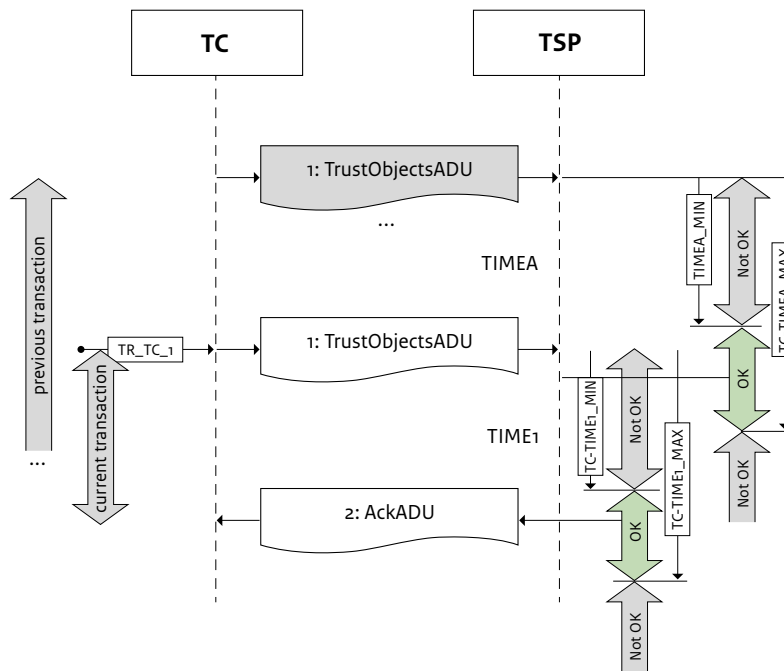 TC
TSP
1: TrustObjectsADU
...
TIMEA
TIMEA_MIN
Not OK
TC-TIMEA_MAX
previous transaction
...
TR_TC_1
1: TrustObjectsADU
OK
current transaction
TIME1
TC-TIME1_MIN
Not OK
TC-TIME1_MAX
Not OK
2: AckADU
OK
Not OK